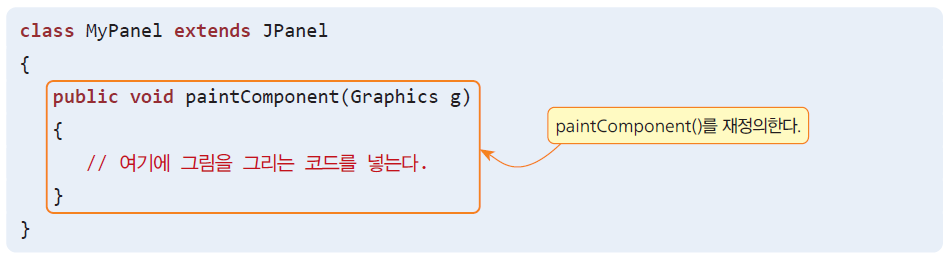 class MyPanel extends JPanel
{
public void paintComponent(Graphics g)
{
// 여기에 그림을 그리는 코드를 넣는다.
}
}
paintComponent()를 재정의한다.